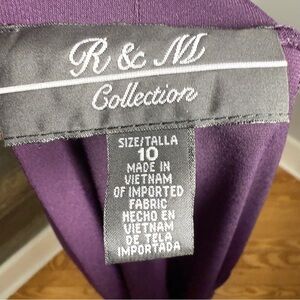 R & M
Collection
SIZE/TALLA
10
MADE IN
VIETNAM
OF IMPORTED
FABRIC
HECHO EN
VIETNAM
DE TELA
IMPORTADA